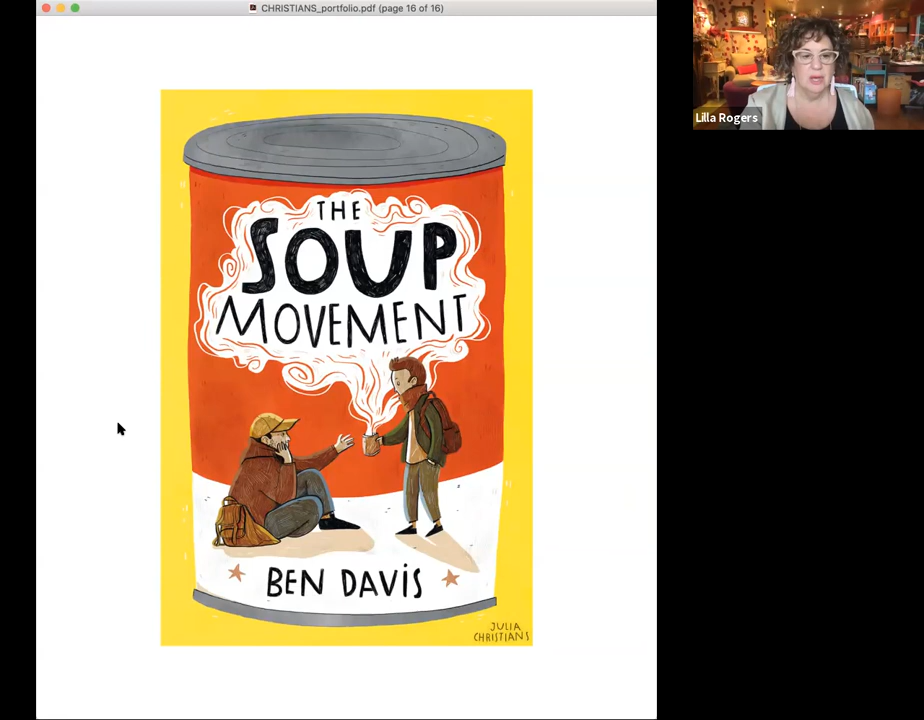 CHRISTIANS_portfolio.pdf (page 16 of 16)
Lilla Rogers
THE
SOUP
MOVEMENT
BEN DAVIS
JULIA
CHRISTIANS